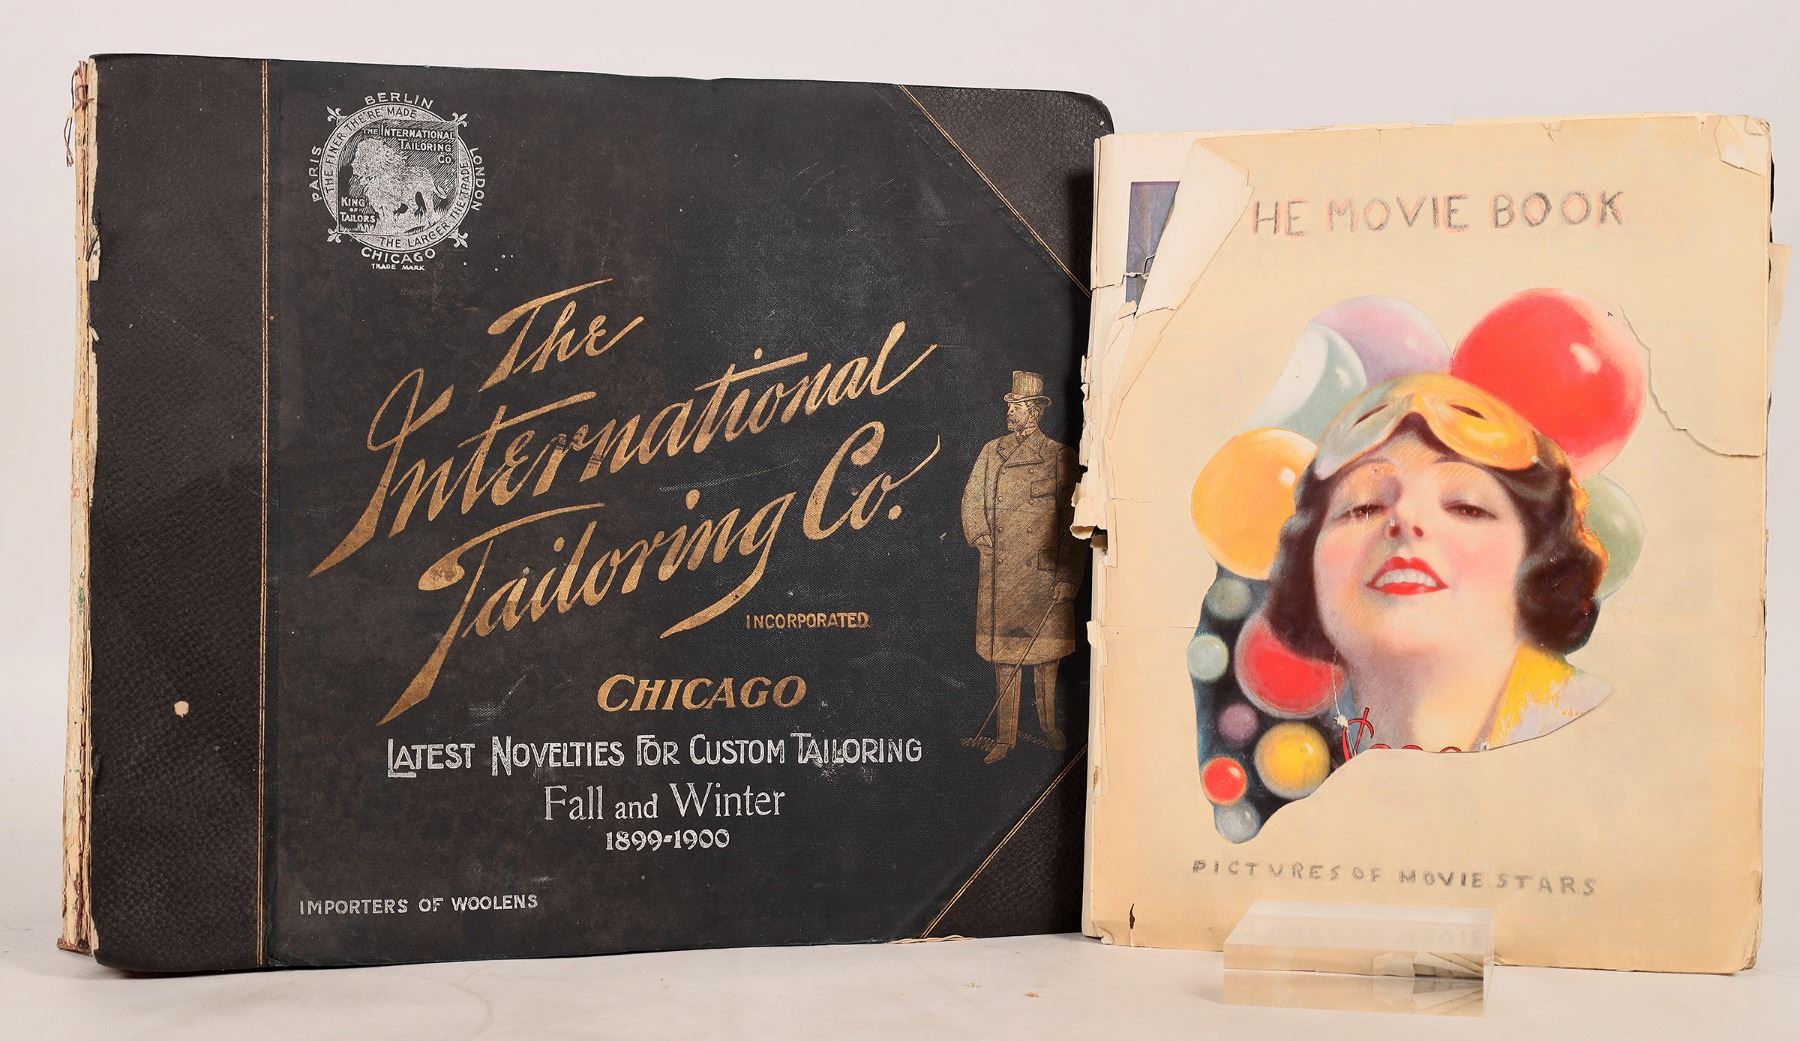 BERLIN
PARIS
LONDON
THE FINER THE RE MADE
THE INTERNATIONAL
TAILORING
CO.
KING
OF
TAILORS
THE LARGER THE TRADE
CHICAGO
TRADE MARK
The
International
Tailoring Co.
INCORPORATED
CHICAGO
LATEST NOVELTIES FOR CUSTOM TAILORING
Fall and Winter
1899-1900
IMPORTERS OF WOOLENS
HE MOVIE BOOK
PICTURES OF MOVIE STARS